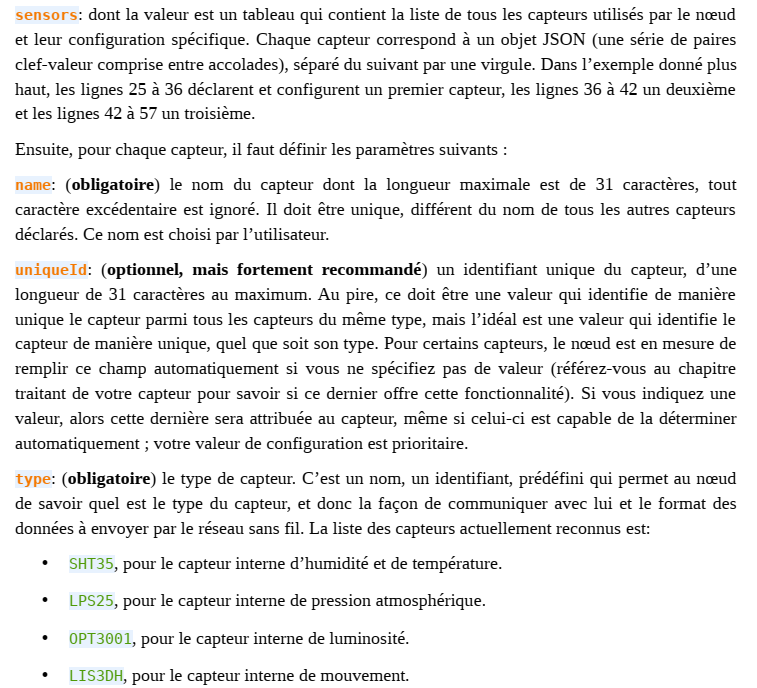 sensors: dont la valeur est un tableau qui contient la liste de tous les capteurs utilisés par le nœud
et leur configuration spécifique. Chaque capteur correspond à un objet JSON (une série de paires
clef-valeur comprise entre accolades), séparé du suivant par une virgule. Dans l’exemple donné plus
haut, les lignes 25 à 36 déclarent et configurent un premier capteur, les lignes 36 à 42 un deuxième
et les lignes 42 à 57 un troisième.
Ensuite, pour chaque capteur, il faut définir les paramètres suivants :
name: (obligatoire) le nom du capteur dont la longueur maximale est de 31 caractères, tout
caractère excédentaire est ignoré. Il doit être unique, différent du nom de tous les autres capteurs
déclarés. Ce nom est choisi par l’utilisateur.
uniqueId: (optionnel, mais fortement recommandé) un identifiant unique du capteur, d’une
longueur de 31 caractères au maximum. Au pire, ce doit être une valeur qui identifie de manière
unique le capteur parmi tous les capteurs du même type, mais l’idéal est une valeur qui identifie le
capteur de manière unique, quel que soit son type. Pour certains capteurs, le nœud est en mesure de
remplir ce champ automatiquement si vous ne spécifiez pas de valeur (référez-vous au chapitre
traitant de votre capteur pour savoir si ce dernier offre cette fonctionnalité). Si vous indiquez une
valeur, alors cette dernière sera attribuée au capteur, même si celui-ci est capable de la déterminer
automatiquement ; votre valeur de configuration est prioritaire.
type: (obligatoire) le type de capteur. C’est un nom, un identifiant, prédéfini qui permet au nœud
de savoir quel est le type du capteur, et donc la façon de communiquer avec lui et le format des
données à envoyer par le réseau sans fil. La liste des capteurs actuellement reconnus est:
• SHT35, pour le capteur interne d’humidité et de température.
• LPS25, pour le capteur interne de pression atmosphérique.
• OPT3001, pour le capteur interne de luminosité.
• LIS3DH, pour le capteur interne de mouvement.